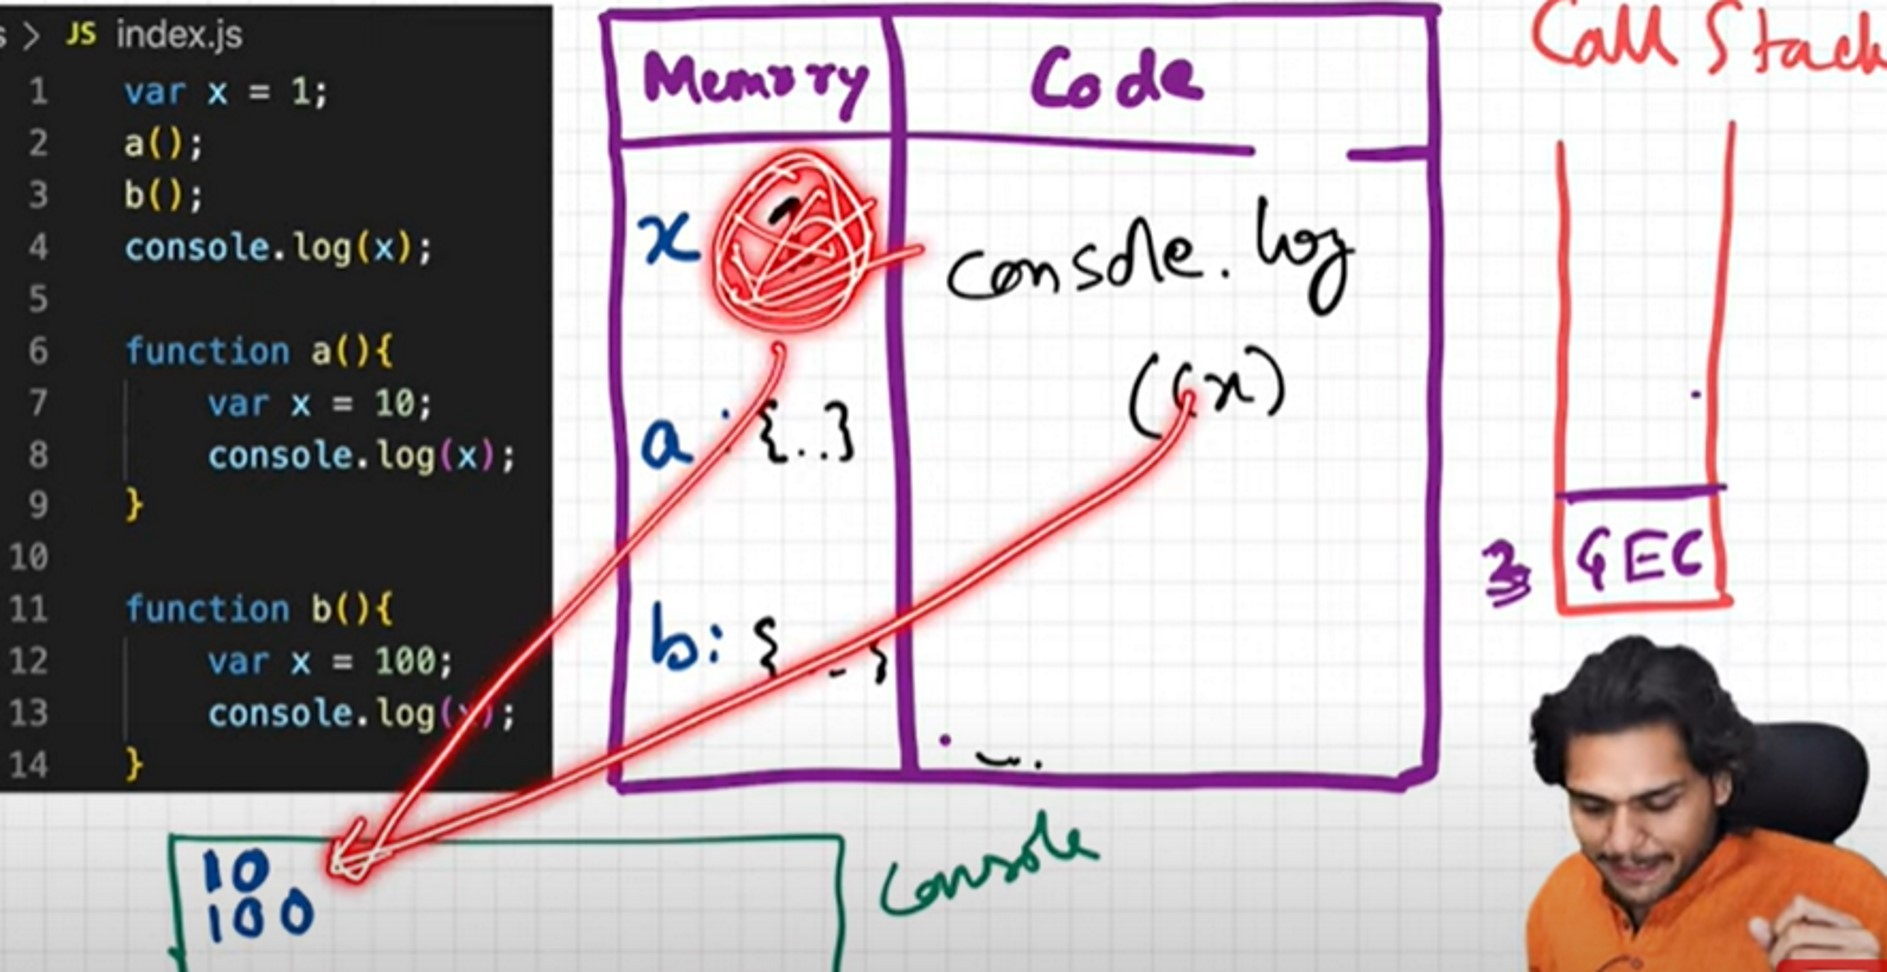 s > JS index.js
1 var x = 1;
2 a();
3 b();
4 console.log(x);
5
6 function a(){
7 var x = 10;
8 console.log(x);
9 }
10
11 function b(){
12 var x = 100;
13 console.log(x);
14 }
Memory Code
x
console.log
((x)
a : {..}
b: { - }
Call Stack
GEC
Console
10
100